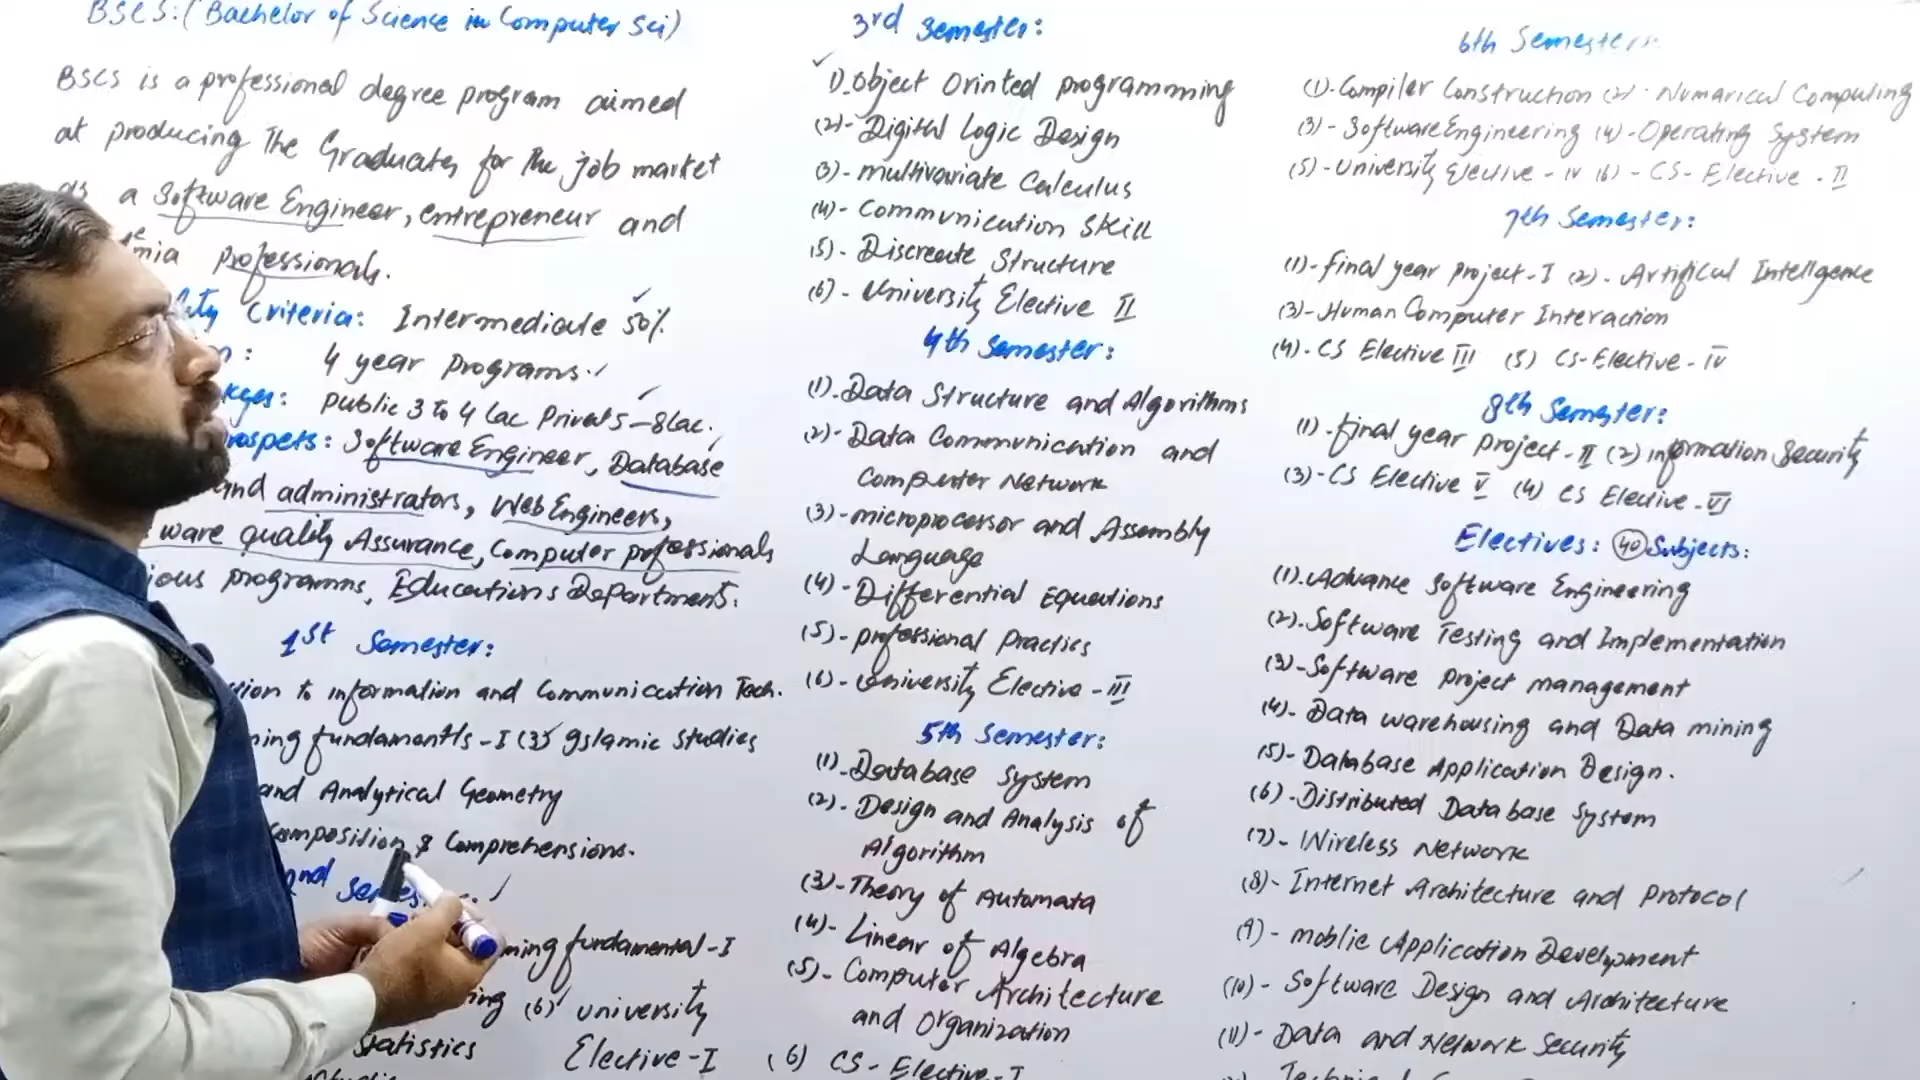 BSCS: (Bachelor of Science in Computer Sci)
BSCS is a professional degree program aimed
at producing The Graduates for the job market
as a Software Engineer, entrepreneur and
professionals.
Criteria: Intermediate 50%
4 year programs.
public 3 to 4 Lac Privat 5-8 Lac.
Software Engineer, Database
and administrators, Web Engineers,
ware quality Assurance, Computer professionals
programms, Educations Department.
1st Semester:
to information and Communication Tech.
fundamentls-I (3) Islamic Studies
and Analytical Geometry
Composition & Comprehensions.
2nd
fundamental-I
(6) university
Statistics Elective-I
3rd Semester:
1). Object Orinted programming
(2)- Digital Logic Design
(3)- multivariate Calculus
(4)- Communication Skill
(5)- Discreate Structure
(6)- University Elective II
4th Semester:
(1). Data Structure and Algorithms
(2)- Data Communication and
Computer Network
(3)- microprocessor and Assembly
Language
(4)- Differential Equations
(5)- professional Practics
(6)- University Elective-III
5th Semester:
(1). Database System
(2)- Design and Analysis of
Algorithm
(3)- Theory of Automata
(4)- Linear of Algebra
(5)- Computer Architecture
and Organization
(6) CS-Elective-I
6th Semester:
(1). Compiler Construction (2). Numarical Computing
(3)- Software Engineering (4)- Operating System
(5)- University Elective-IV (6)- CS-Elective-II
7th Semester:
(1)- final year project-I (2)- Artifical Intelligence
(3)- Human Computer Interaction
(4)- CS Elective III (5) CS-Elective-IV
8th Semester:
(1). final year project-II (2) information Security
(3)- CS Elective V (4) CS Elective-VI
Electives: 40 Subjects:
(1). Advance Software Engineering
(2). Software Testing and Implementation
(3)- Software project management
(4)- Data warehousing and Data mining
(5)- Database Application Design.
(6)- Distributed Database System
(7)- Wireless Network
(8)- Internet Architecture and Protocol
(9)- moblie Application Development
(10)- Software Design and Architecture
(11)- Data and Network Security